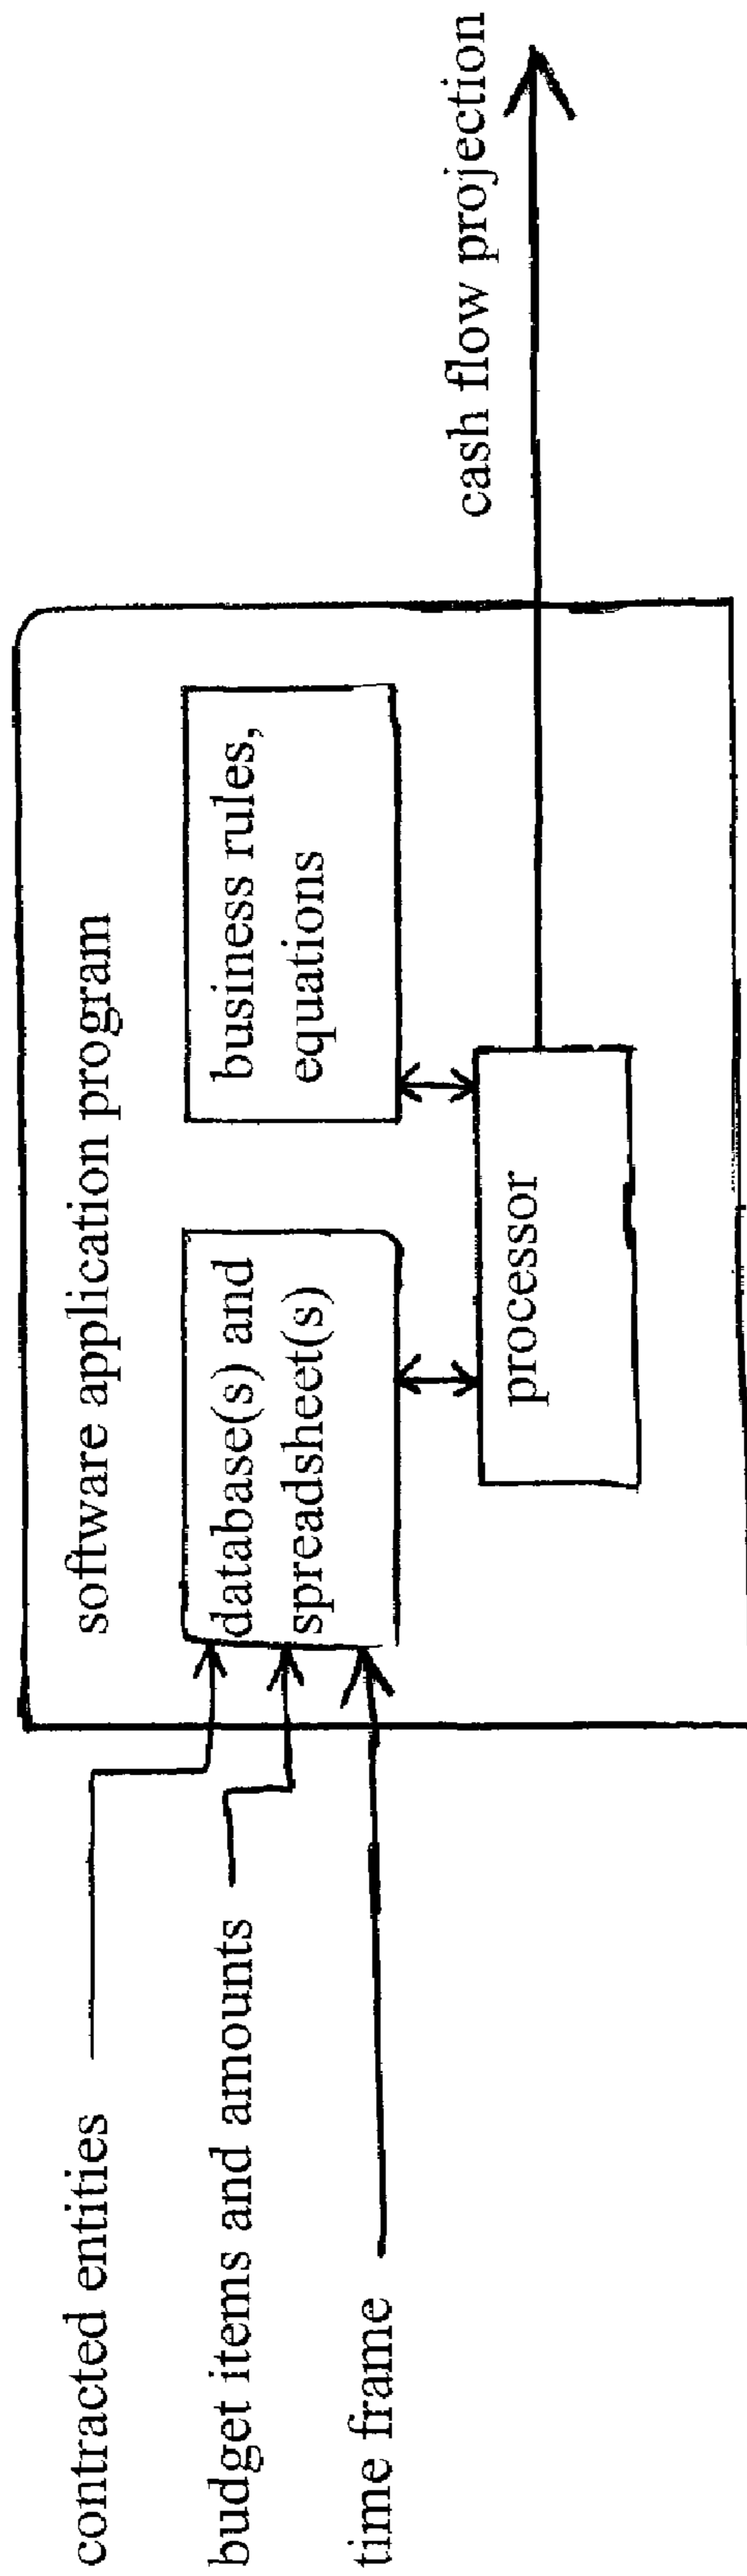 contracted entities
budget items and amounts
time frame
software application program
database(s) and
spreadsheet(s)
business rules,
equations
processor
cash flow projection